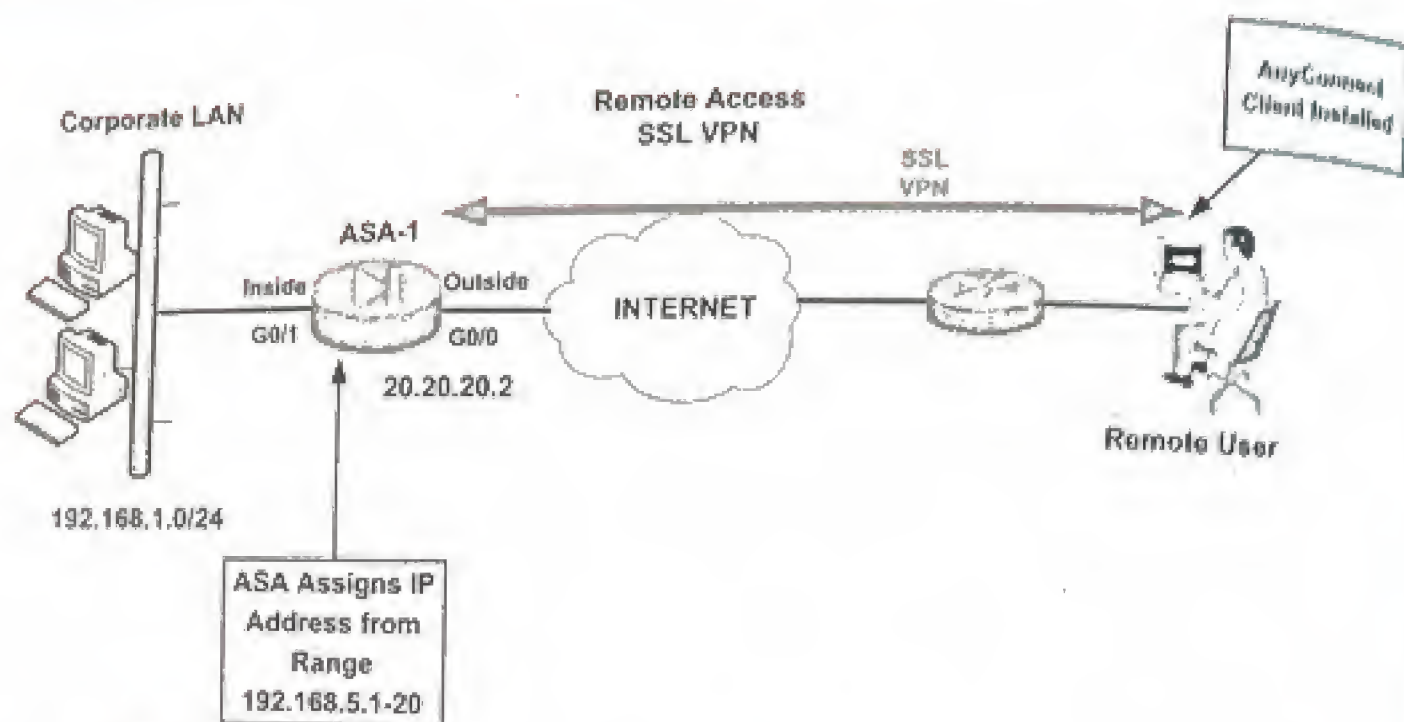 Corporate LAN
Remote Access
SSL VPN
AnyConnect
Client Installed
SSL
VPN
ASA-1
Inside
Outside
G0/1
G0/0
INTERNET
20.20.20.2
Remote User
192.168.1.0/24
ASA Assigns IP
Address from
Range
192.168.5.1-20